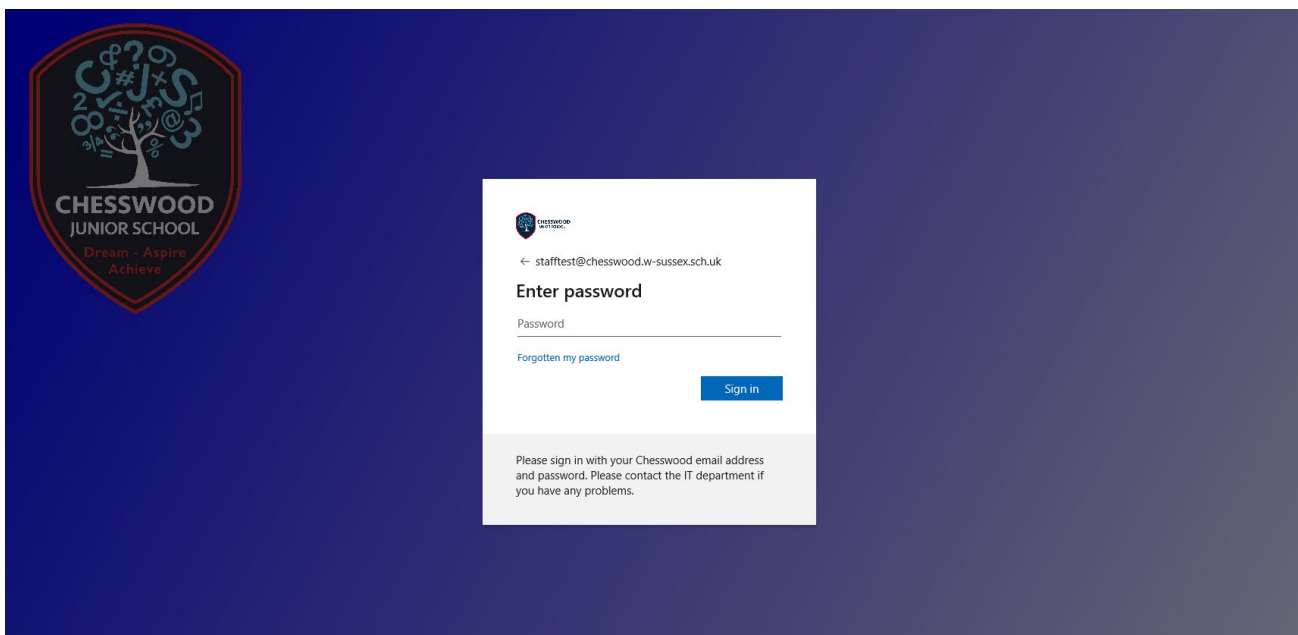 CHESSWOOD
JUNIOR SCHOOL
Dream - Aspire
Achieve
CHESSWOOD
← stafftest@chesswood.w-sussex.sch.uk
Enter password
Password
Forgotten my password
Sign in
Please sign in with your Chesswood email address
and password. Please contact the IT department if
you have any problems.